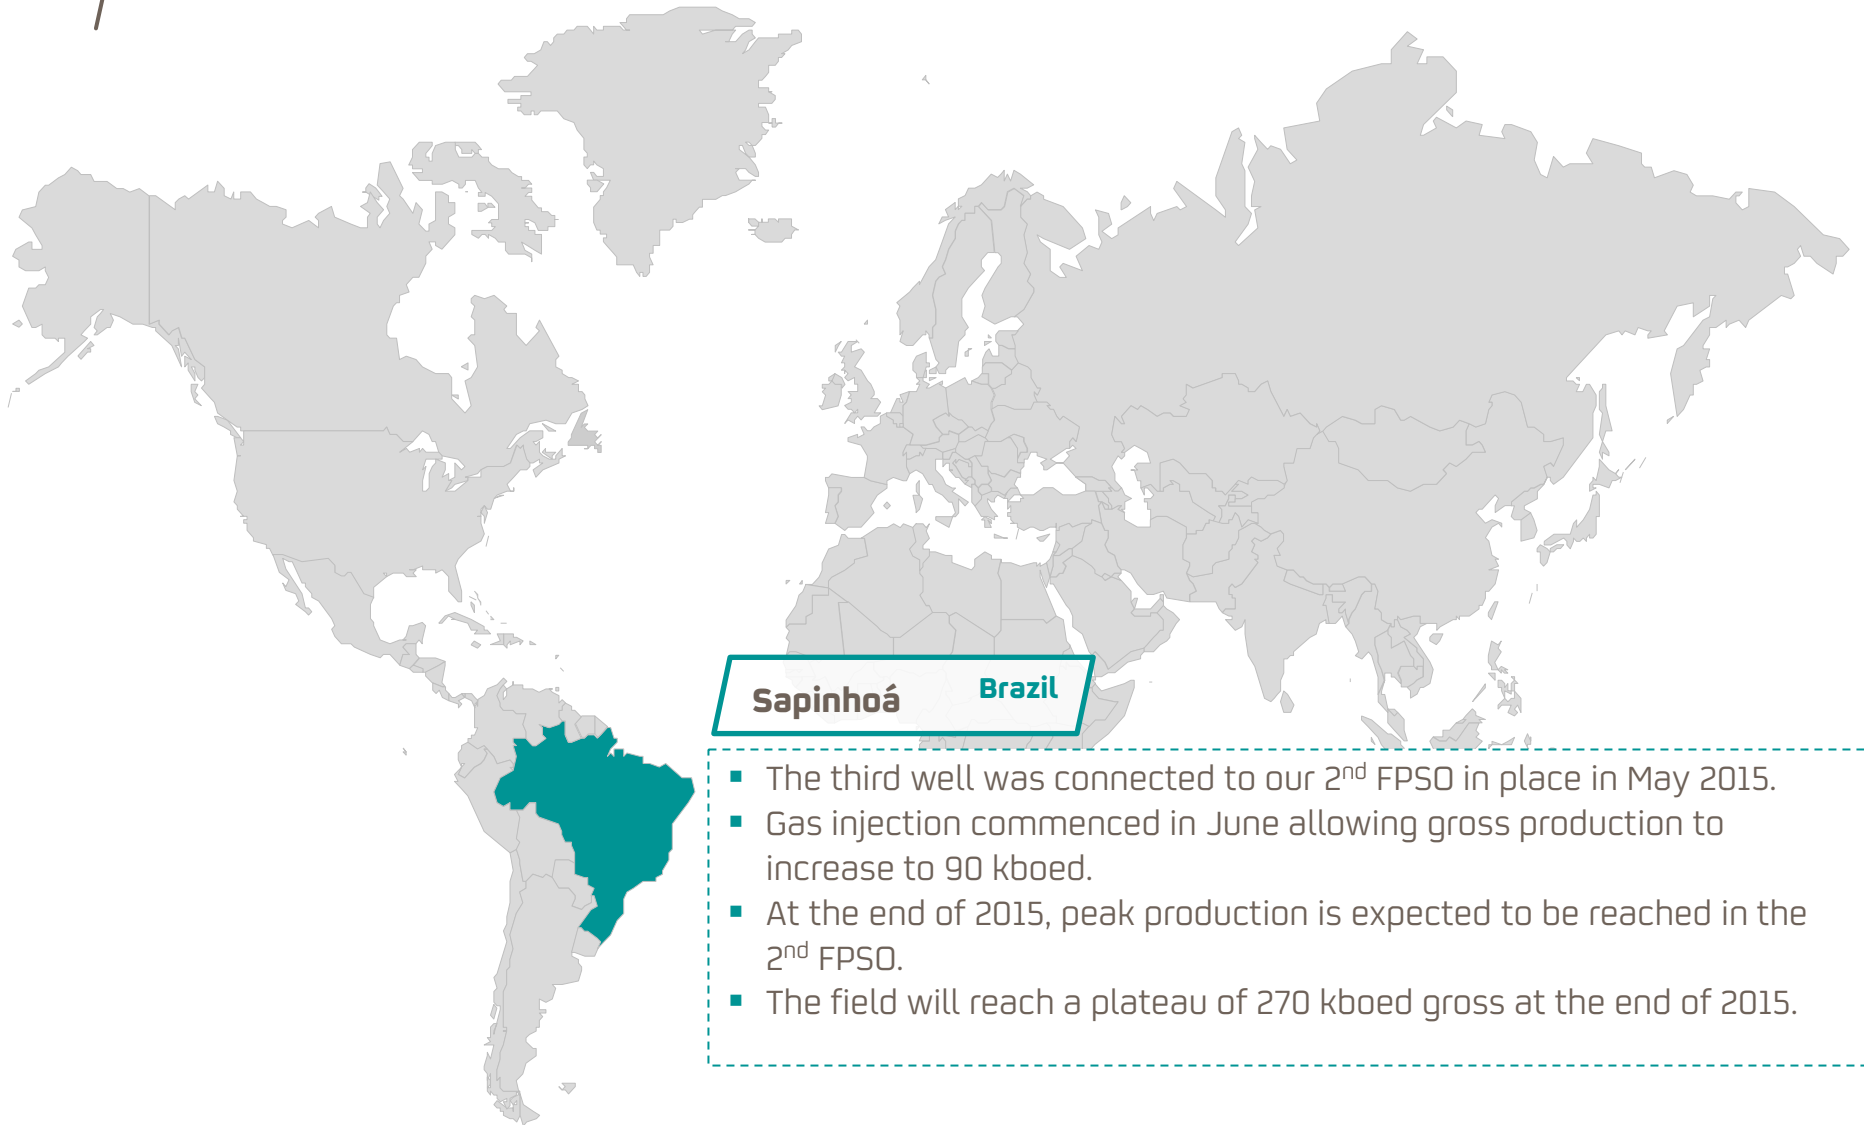 Sapinhoá
Brazil
▪ The third well was connected to our 2nd FPSO in place in May 2015.
▪ Gas injection commenced in June allowing gross production to
increase to 90 kboed.
▪ At the end of 2015, peak production is expected to be reached in the
2nd FPSO.
▪ The field will reach a plateau of 270 kboed gross at the end of 2015.